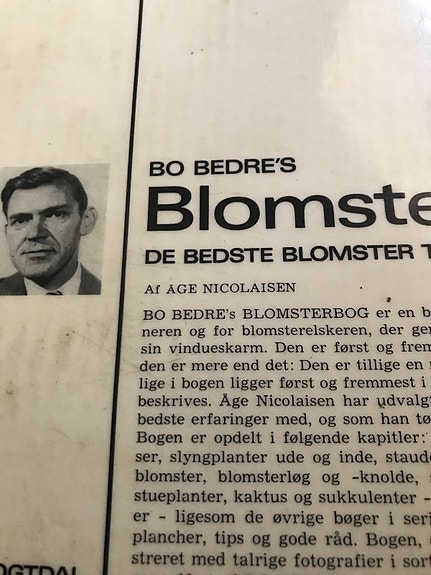 BO BEDRE'S
Blomste
DE BEDSTE BLOMSTER T
Af ÅGE NICOLAISEN
BO BEDRE's BLOMSTERBOG er en b
neren og for blomsterelskeren, der gen
sin vindueskarm. Den er først og frem
den er mere end det: Den er tillige en n
lige i bogen ligger først og fremmest i
beskrives. Åge Nicolaisen har udvalgt
bedste erfaringer med, og som han tø
Bogen er opdelt i følgende kapitler:
ser, slyngplanter ude og inde, staude
blomster, blomsterløg og -knolde, s
stueplanter, kaktus og sukkulenter -
er - ligesom de øvrige bøger i seri
plancher, tips og gode råd. Bogen,
streret med talrige fotografier i sort
OGTDAL